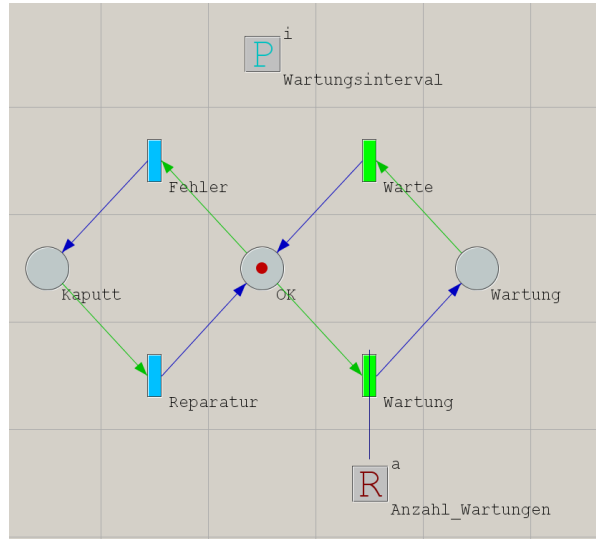 i
P
Wartungsinterval
Fehler
Warte
Kaputt
OK
Wartung
Reparatur
Wartung
a
R
Anzahl_Wartungen